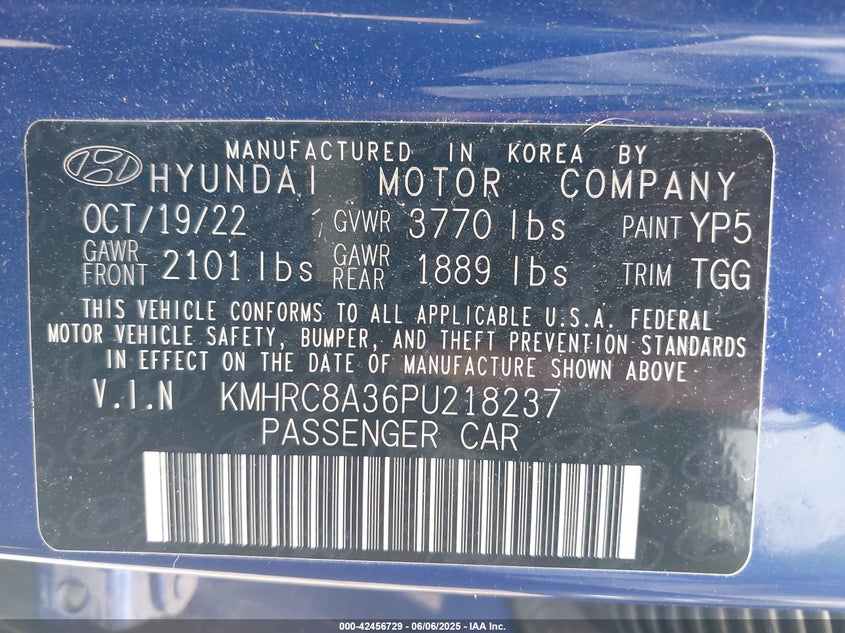 MANUFACTURED IN KOREA BY
HYUNDAI MOTOR COMPANY
OCT/19/22 GVWR 3770 lbs PAINT YP5
GAWR FRONT 2101 lbs GAWR REAR 1889 lbs TRIM TGG
THIS VEHICLE CONFORMS TO ALL APPLICABLE U.S.A. FEDERAL
MOTOR VEHICLE SAFETY, BUMPER, AND THEFT PREVENTION STANDARDS
IN EFFECT ON THE DATE OF MANUFACTURE SHOWN ABOVE
V.I.N KMHRC8A36PU218237
PASSENGER CAR
000-42456729 - 06/06/2025 - IAA Inc.